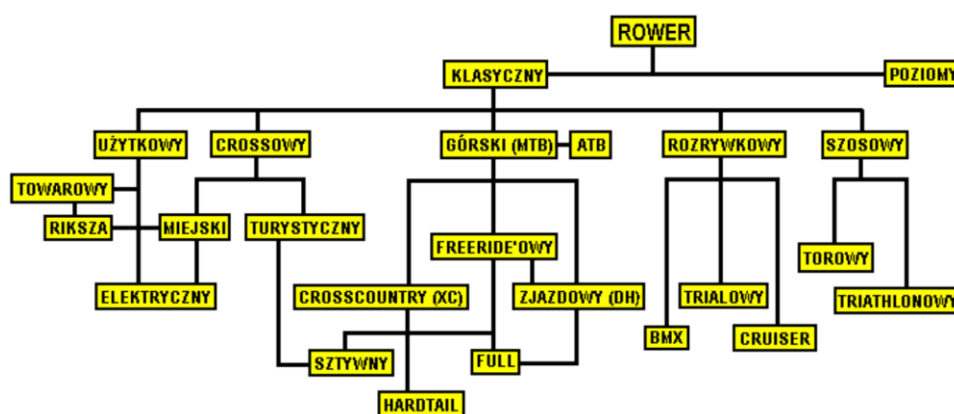 ROWER
KLASYCZNY
POZIOMY
UŻYTKOWY
CROSSOWY
GÓRSKI (MTB)
ATB
ROZRYWKOWY
SZOSOWY
TOWAROWY
RIKSZA
MIEJSKI
TURYSTYCZNY
FREERIDE'OWY
TOROWY
ELEKTRYCZNY
CROSSCOUNTRY (XC)
ZJAZDOWY (DH)
TRIALOWY
TRIATHLONOWY
BMX
CRUISER
SZTYWNY
FULL
HARDTAIL